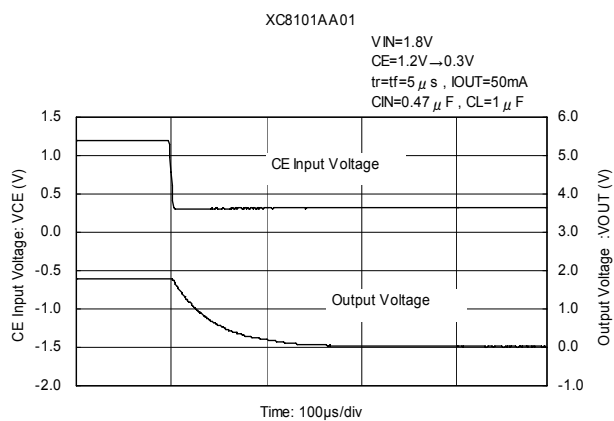 XC8101AA01
VIN=1.8V
CE=1.2V→0.3V
tr=tf=5μs , IOUT=50mA
CIN=0.47μF , CL=1μF
CE Input Voltage: VCE (V)
1.5
1.0
0.5
0.0
-0.5
-1.0
-1.5
-2.0
CE Input Voltage
Output Voltage
6.0
5.0
4.0
3.0
2.0
1.0
0.0
-1.0
Output Voltage :VOUT (V)
Time: 100μs/div